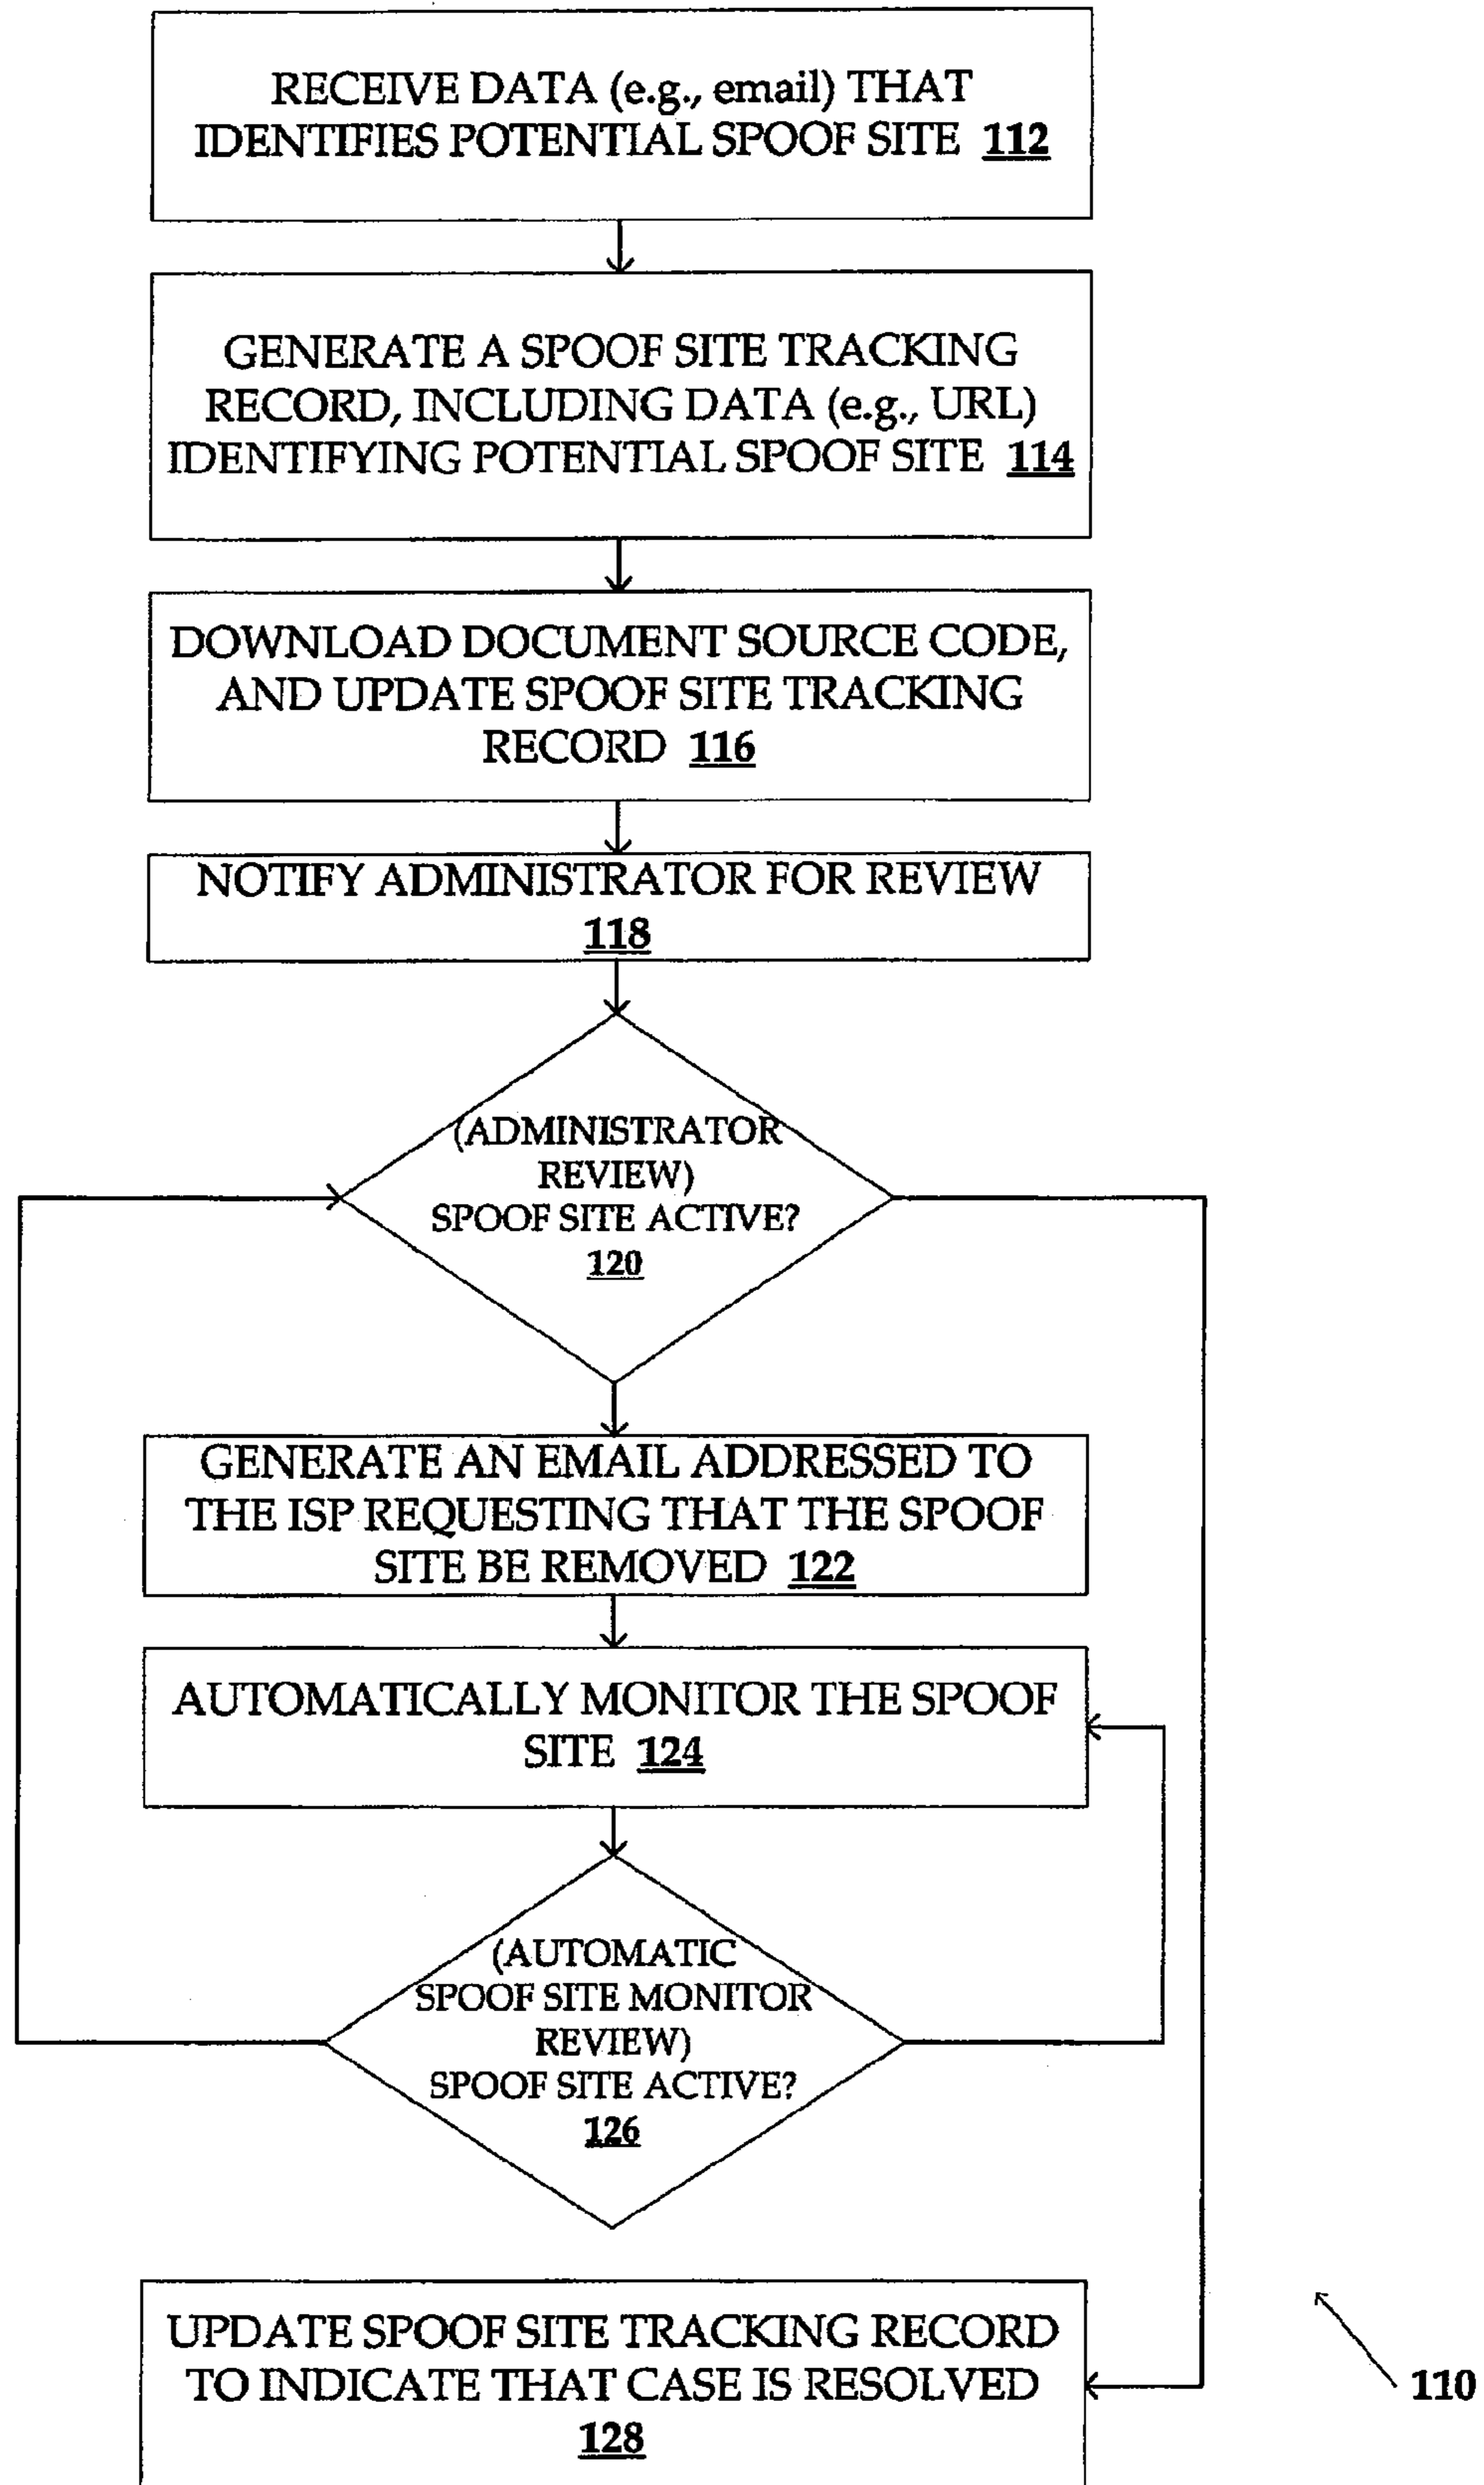 RECEIVE DATA (e.g., email) THAT
IDENTIFIES POTENTIAL SPOOF SITE 112
GENERATE A SPOOF SITE TRACKING
RECORD, INCLUDING DATA (e.g., URL)
IDENTIFYING POTENTIAL SPOOF SITE 114
DOWNLOAD DOCUMENT SOURCE CODE,
AND UPDATE SPOOF SITE TRACKING
RECORD 116
NOTIFY ADMINISTRATOR FOR REVIEW
118
(ADMINISTRATOR
REVIEW)
SPOOF SITE ACTIVE?
120
GENERATE AN EMAIL ADDRESSED TO
THE ISP REQUESTING THAT THE SPOOF
SITE BE REMOVED 122
AUTOMATICALLY MONITOR THE SPOOF
SITE 124
(AUTOMATIC
SPOOF SITE MONITOR
REVIEW)
SPOOF SITE ACTIVE?
126
UPDATE SPOOF SITE TRACKING RECORD
TO INDICATE THAT CASE IS RESOLVED
128
110